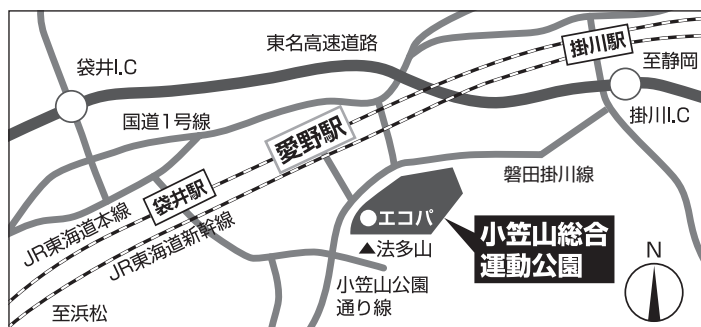 東名高速道路
掛川駅
至静岡
袋井I.C
掛川I.C
国道1号線
愛野駅
磐田掛川線
袋井駅
エコパ
小笠山総合
運動公園
JR東海道本線
JR東海道新幹線
▲法多山
小笠山公園
通り線
至浜松
N